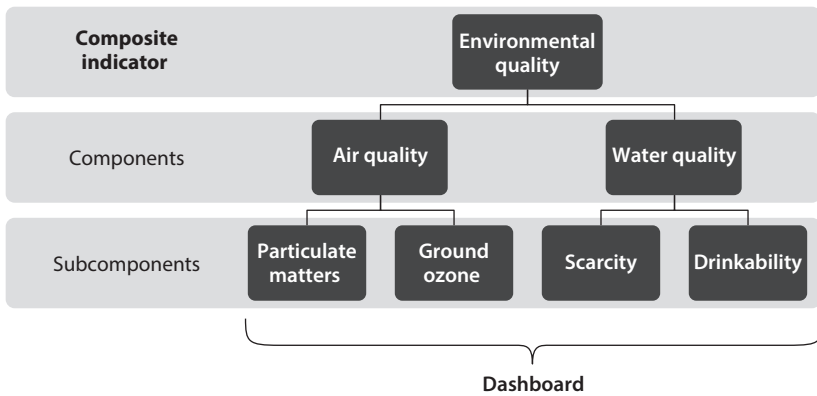 Composite
indicator
Environmental
quality
Components
Air quality
Water quality
Subcomponents
Particulate
matters
Ground
ozone
Scarcity
Drinkability
Dashboard